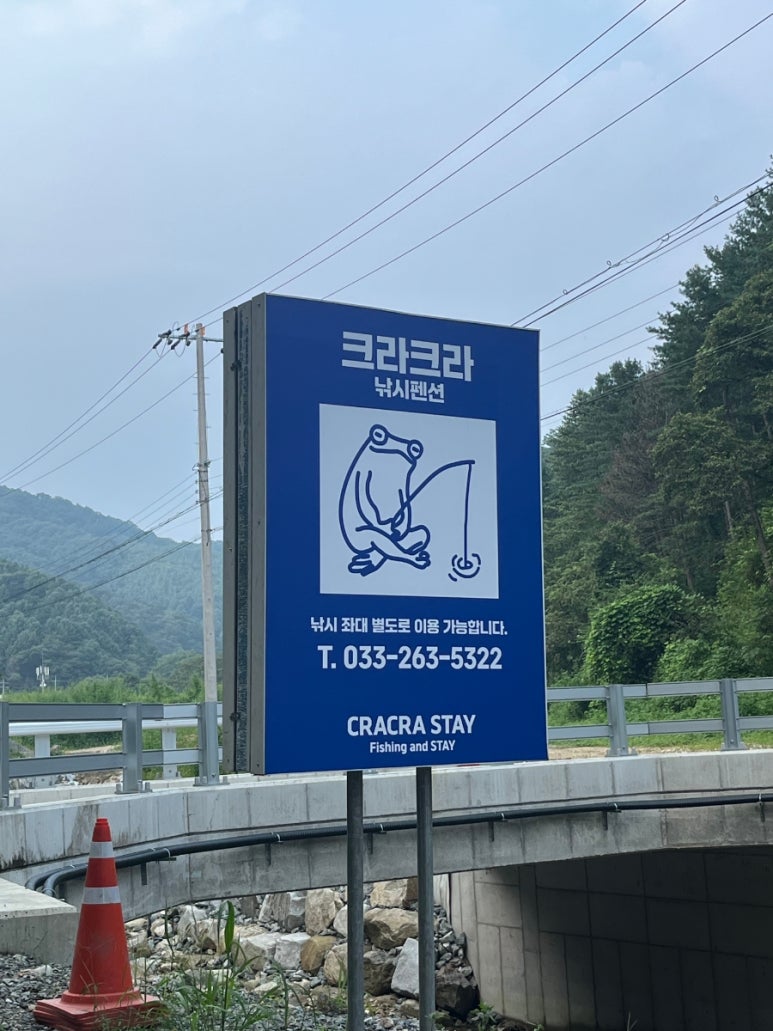 크라크라
낚시펜션
낚시 좌대 별도로 이용 가능합니다.
T. 033-263-5322
CRACRA STAY
Fishing and STAY